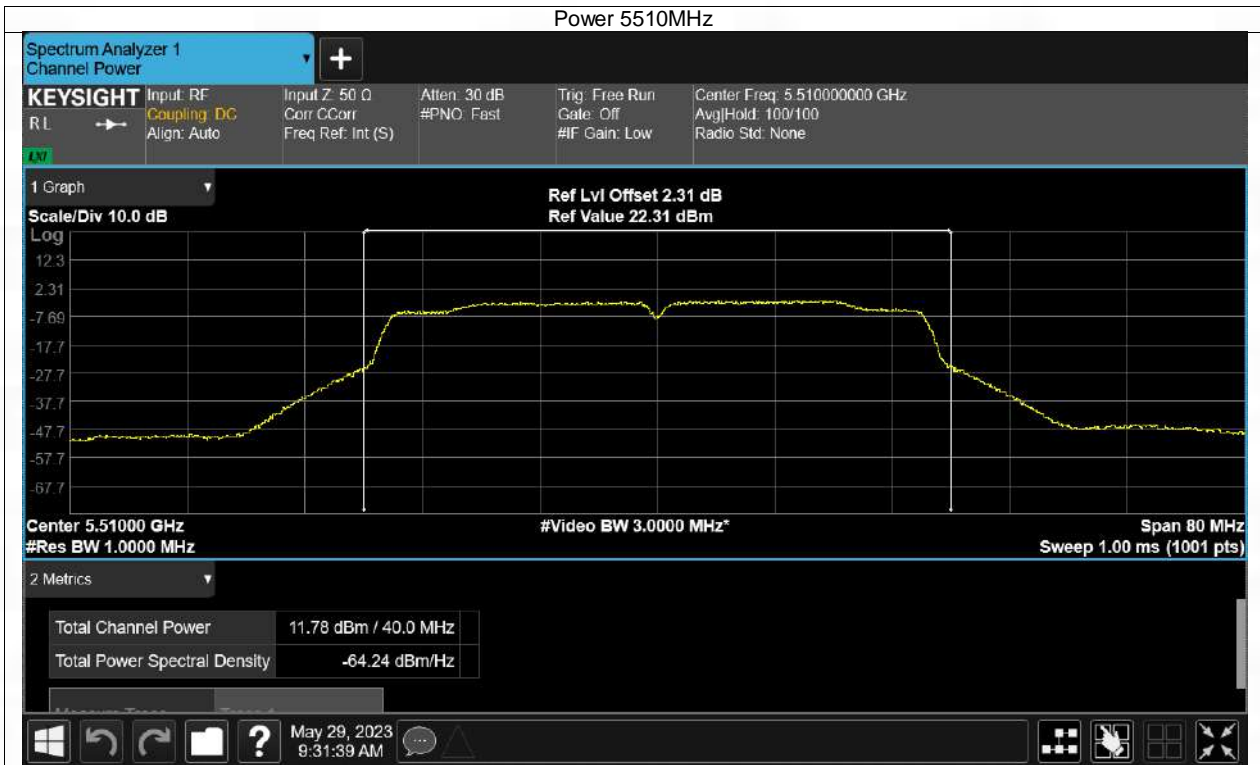 Power 5510MHz
Spectrum Analyzer 1
Channel Power
KEYSIGHT
RL
LXI
Input: RF
Coupling: DC
Align: Auto
Input Z: 50 Ω
Corr CCorr
Freq Ref: Int (S)
Atten: 30 dB
#PNO: Fast
Trig: Free Run
Gate: Off
#IF Gain: Low
Center Freq: 5.510000000 GHz
Avg|Hold: 100/100
Radio Std: None
1 Graph
Scale/Div 10.0 dB
Ref Lvl Offset 2.31 dB
Ref Value 22.31 dBm
Log
12.3
2.31
-7.69
-17.7
-27.7
-37.7
-47.7
-57.7
-67.7
Center 5.51000 GHz
#Res BW 1.0000 MHz
#Video BW 3.0000 MHz*
Span 80 MHz
Sweep 1.00 ms (1001 pts)
2 Metrics
Total Channel Power 11.78 dBm / 40.0 MHz
Total Power Spectral Density -64.24 dBm/Hz
May 29, 2023
9:31:39 AM